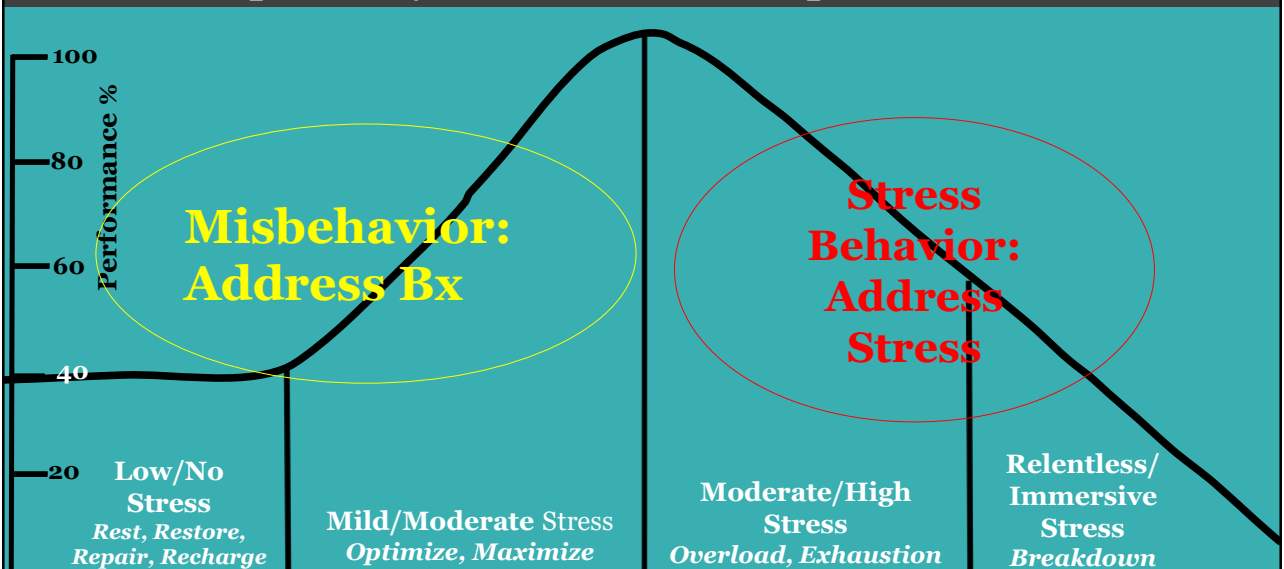 100
80
60
40
20
Performance %
Misbehavior:
Address Bx
Stress
Behavior:
Address
Stress
Low/No
Stress
Rest, Restore,
Repair, Recharge
Mild/Moderate Stress
Optimize, Maximize
Moderate/High
Stress
Overload, Exhaustion
Relentless/
Immersive
Stress
Breakdown